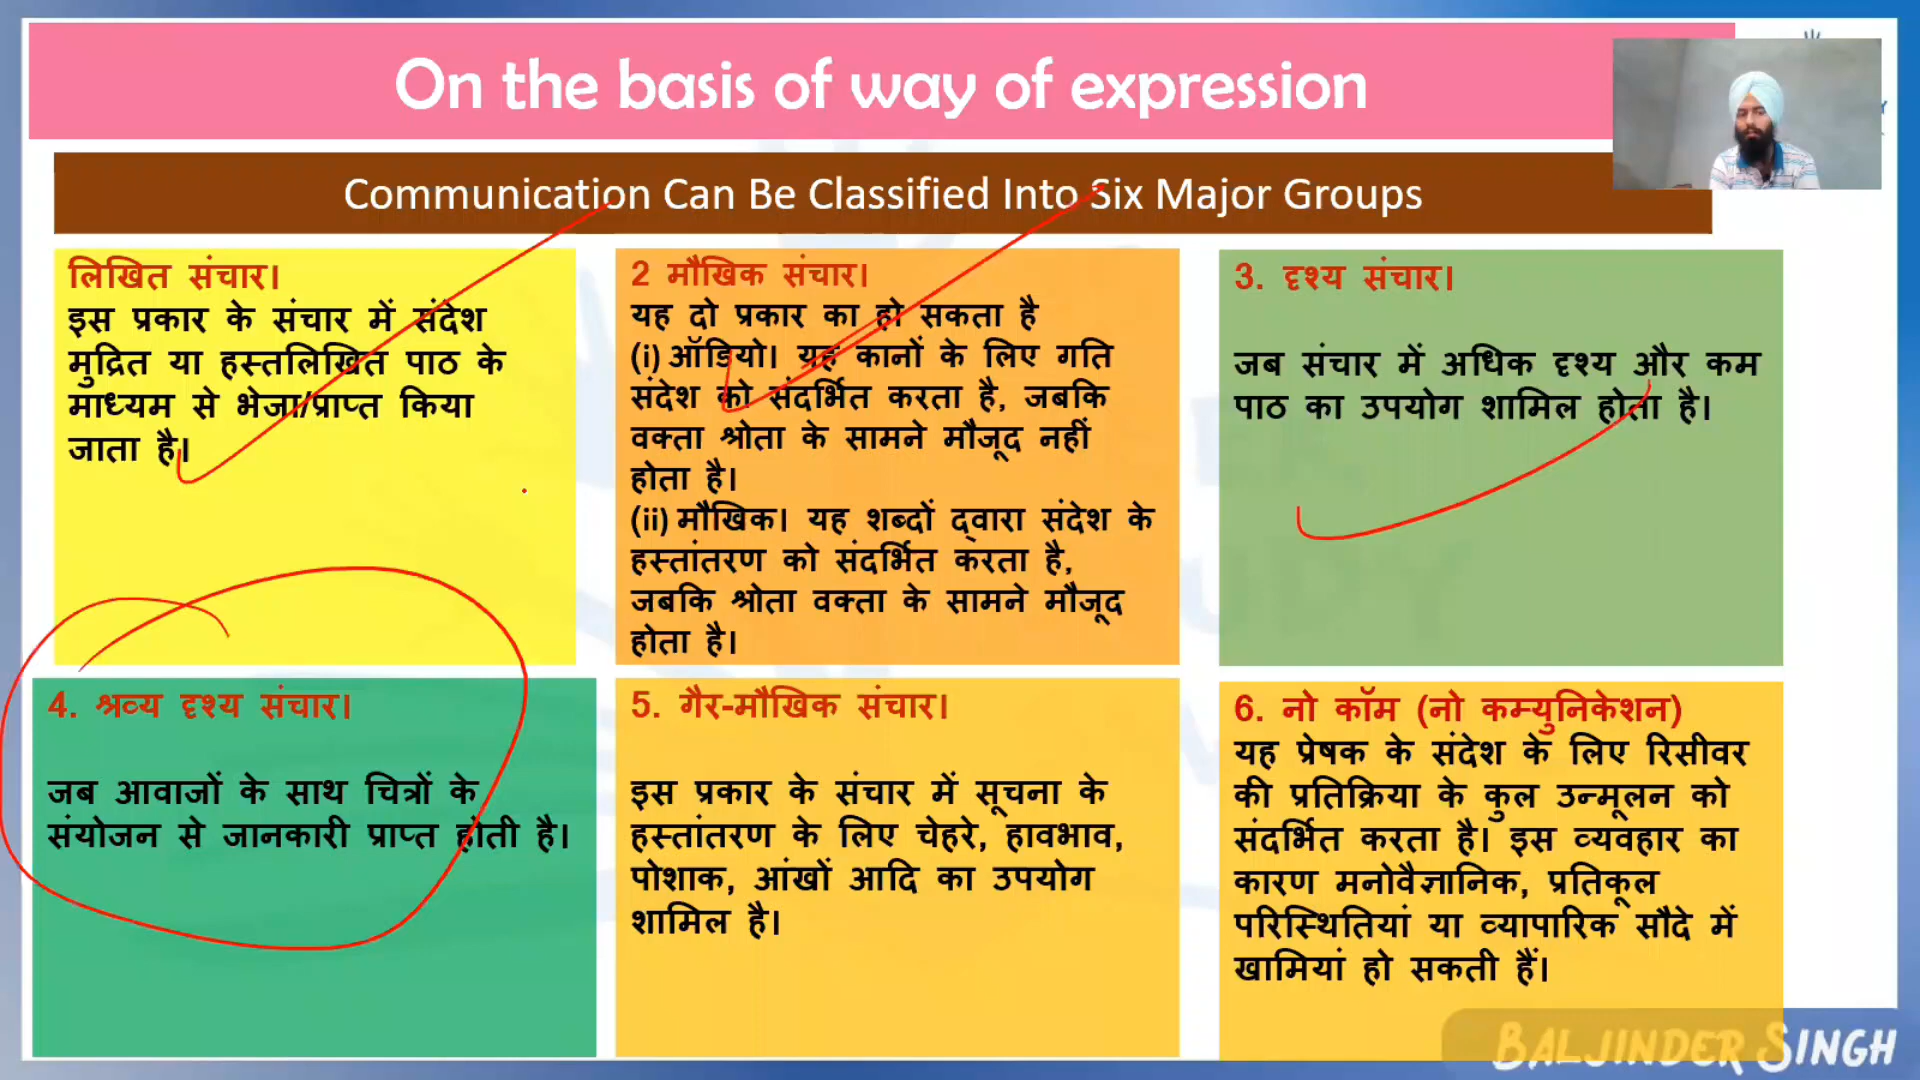 On the basis of way of expression
Communication Can Be Classified Into Six Major Groups
लिखित संचार।
इस प्रकार के संचार में संदेश
मुद्रित या हस्तलिखित पाठ के
माध्यम से भेजा/प्राप्त किया
जाता है।
2 मौखिक संचार।
यह दो प्रकार का हो सकता है
(i) ऑडियो। यह कानों के लिए गति
संदेश को संदर्भित करता है, जबकि
वक्ता श्रोता के सामने मौजूद नहीं
होता है।
(ii) मौखिक। यह शब्दों द्वारा संदेश के
हस्तांतरण को संदर्भित करता है,
जबकि श्रोता वक्ता के सामने मौजूद
होता है।
3. दृश्य संचार।
जब संचार में अधिक दृश्य और कम
पाठ का उपयोग शामिल होता है।
4. श्रव्य दृश्य संचार।
जब आवाजों के साथ चित्रों के
संयोजन से जानकारी प्राप्त होती है।
5. गैर-मौखिक संचार।
इस प्रकार के संचार में सूचना के
हस्तांतरण के लिए चेहरे, हावभाव,
पोशाक, आंखों आदि का उपयोग
शामिल है।
6. नो कॉम (नो कम्युनिकेशन)
यह प्रेषक के संदेश के लिए रिसीवर
की प्रतिक्रिया के कुल उन्मूलन को
संदर्भित करता है। इस व्यवहार का
कारण मनोवैज्ञानिक, प्रतिकूल
परिस्थितियां या व्यापारिक सौदे में
खामियां हो सकती हैं।
BALJINDER SINGH